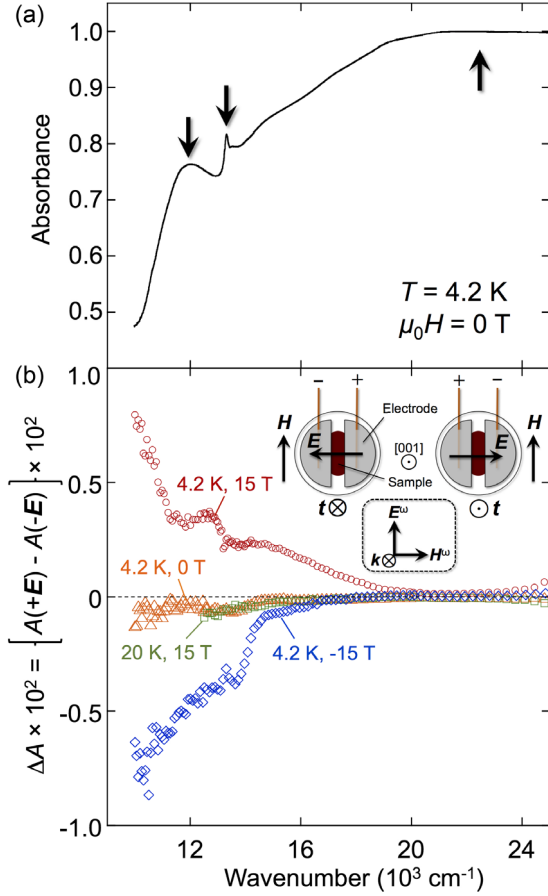 (a)
1.0
0.9
0.8
0.7
0.6
0.5
Absorbance
T = 4.2 K
μ₀H = 0 T
(b)
1.0
0.5
0
-0.5
-1.0
ΔA × 10² = [A(+E) - A(-E)] × 10²
− +
+ −
H
E
Electrode
[001]
Sample
E
H
t
t
E^ω
k
H^ω
4.2 K, 15 T
4.2 K, 0 T
20 K, 15 T
4.2 K, -15 T
12 16 20 24
Wavenumber (10³ cm⁻¹)